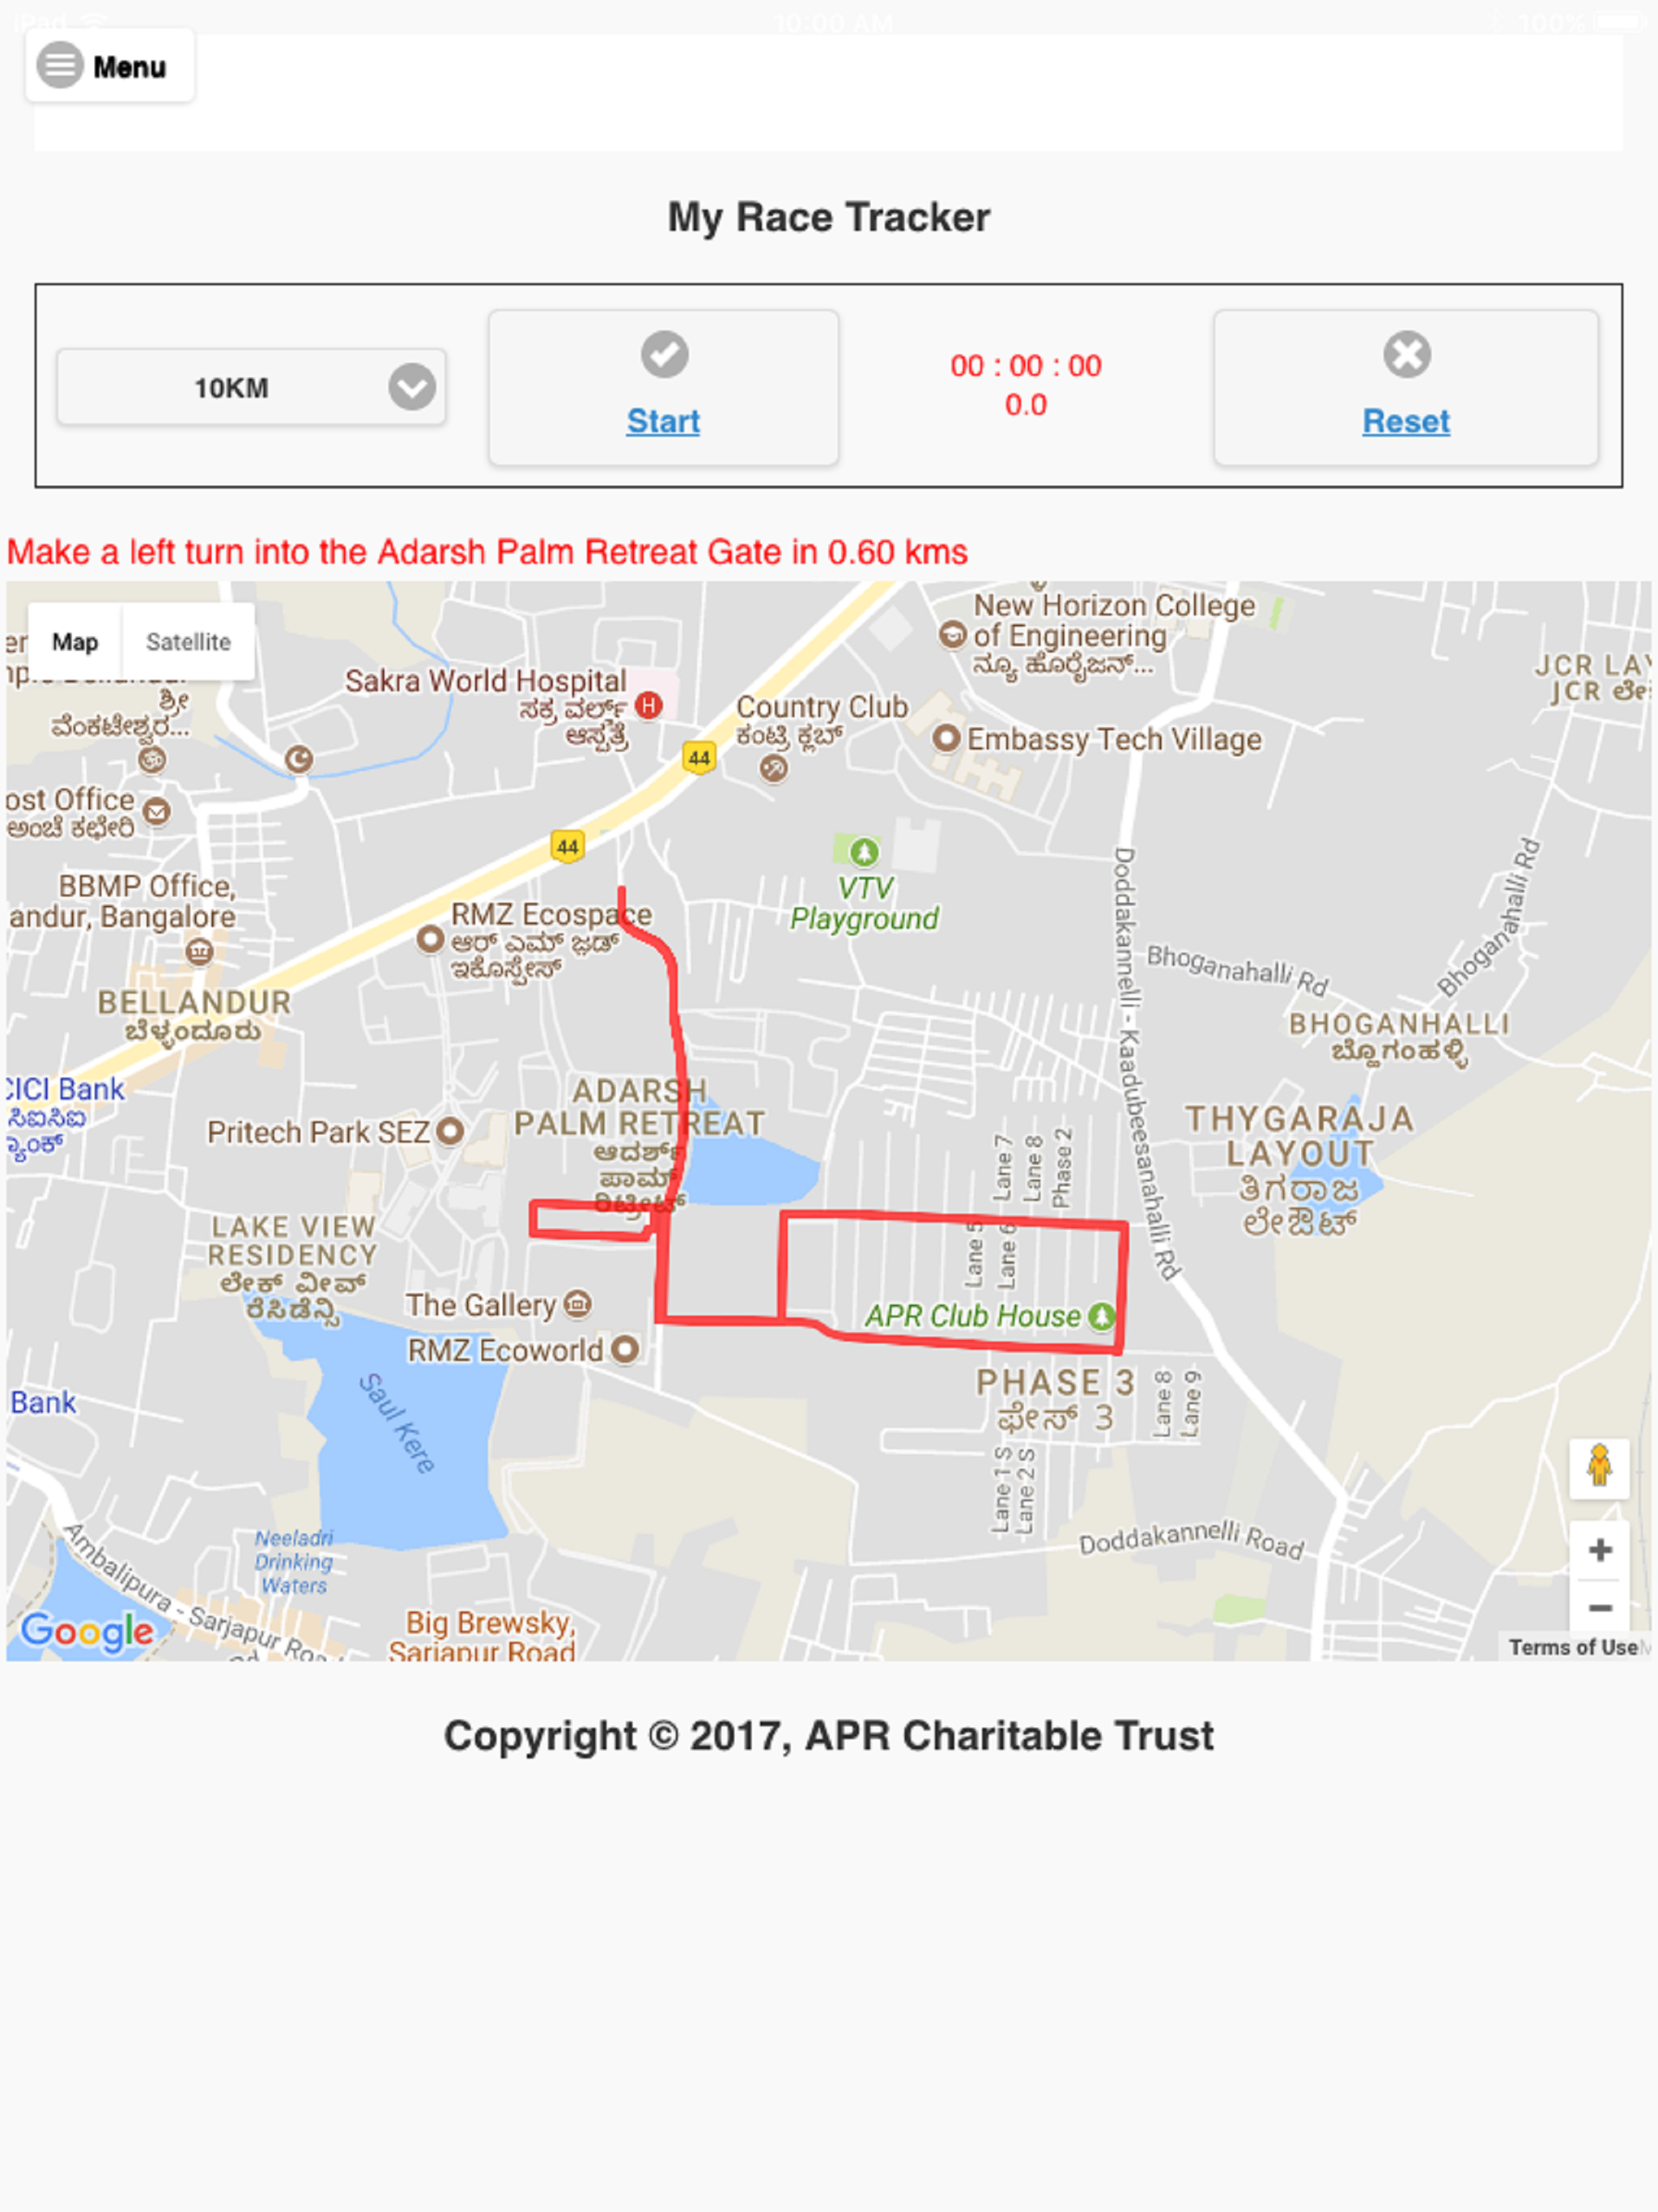 iPad
10:00 AM
100%
Menu
My Race Tracker
10KM
Start
00 : 00 : 00
0.0
Reset
Make a left turn into the Adarsh Palm Retreat Gate in 0.60 kms
Map
Satellite
New Horizon College
of Engineering
ನ್ಯೂ ಹೊರೈಜನ್...
ಶ್ರೀ
ವೆಂಕಟೇಶ್ವರ...
Sakra World Hospital
ಸಕ್ರ ವರ್ಲ್ಡ್
ಆಸ್ಪತ್ರೆ
H
44
Country Club
ಕಂಟ್ರಿ ಕ್ಲಬ್
Embassy Tech Village
JCR
JCR
ost Office
ಅಂಚೆ ಕಛೇರಿ
44
BBMP Office,
andur, Bangalore
RMZ Ecospace
ಆರ್ ಎಮ್ ಜ಼ಡ್
ಇಕೊಸ್ಪೇಸ್
VTV
Playground
Doddakannelli - Kaadubeesanahalli Rd
Bhoganahalli Rd
Bhoganahalli Rd
BELLANDUR
ಬೆಳ್ಳಂದೂರು
BHOGANHALLI
ಬ್ಹೊಗಂಹಳ್ಳಿ
ICI Bank
ಸಿಐಸಿಐ
ADARSH
PALM RETREAT
ಆದರ್ಶ್
ಪಾಮ್
ರಿಟ್ರೀಟ್
Pritech Park SEZ
THYGARAJA
LAYOUT
ತಿಗರಾಜ
ಲೇಔಟ್
Lane 7
Lane 8
Phase 2
LAKE VIEW
RESIDENCY
ಲೇಕ್ ವೀವ್
ರೆಸಿಡೆನ್ಸಿ
Lane 5
Lane 6
The Gallery
APR Club House
RMZ Ecoworld
PHASE 3
ಫೇಸ್ 3
Lane 8
Lane 9
Bank
Saul Kere
Lane 1 S
Lane 2 S
Doddakannelli Road
Neeladri
Drinking
Waters
Ambalipura - Sarjapur Road
Big Brewsky,
Sarjapur Road
Google
+
−
Terms of Use
Copyright © 2017, APR Charitable Trust